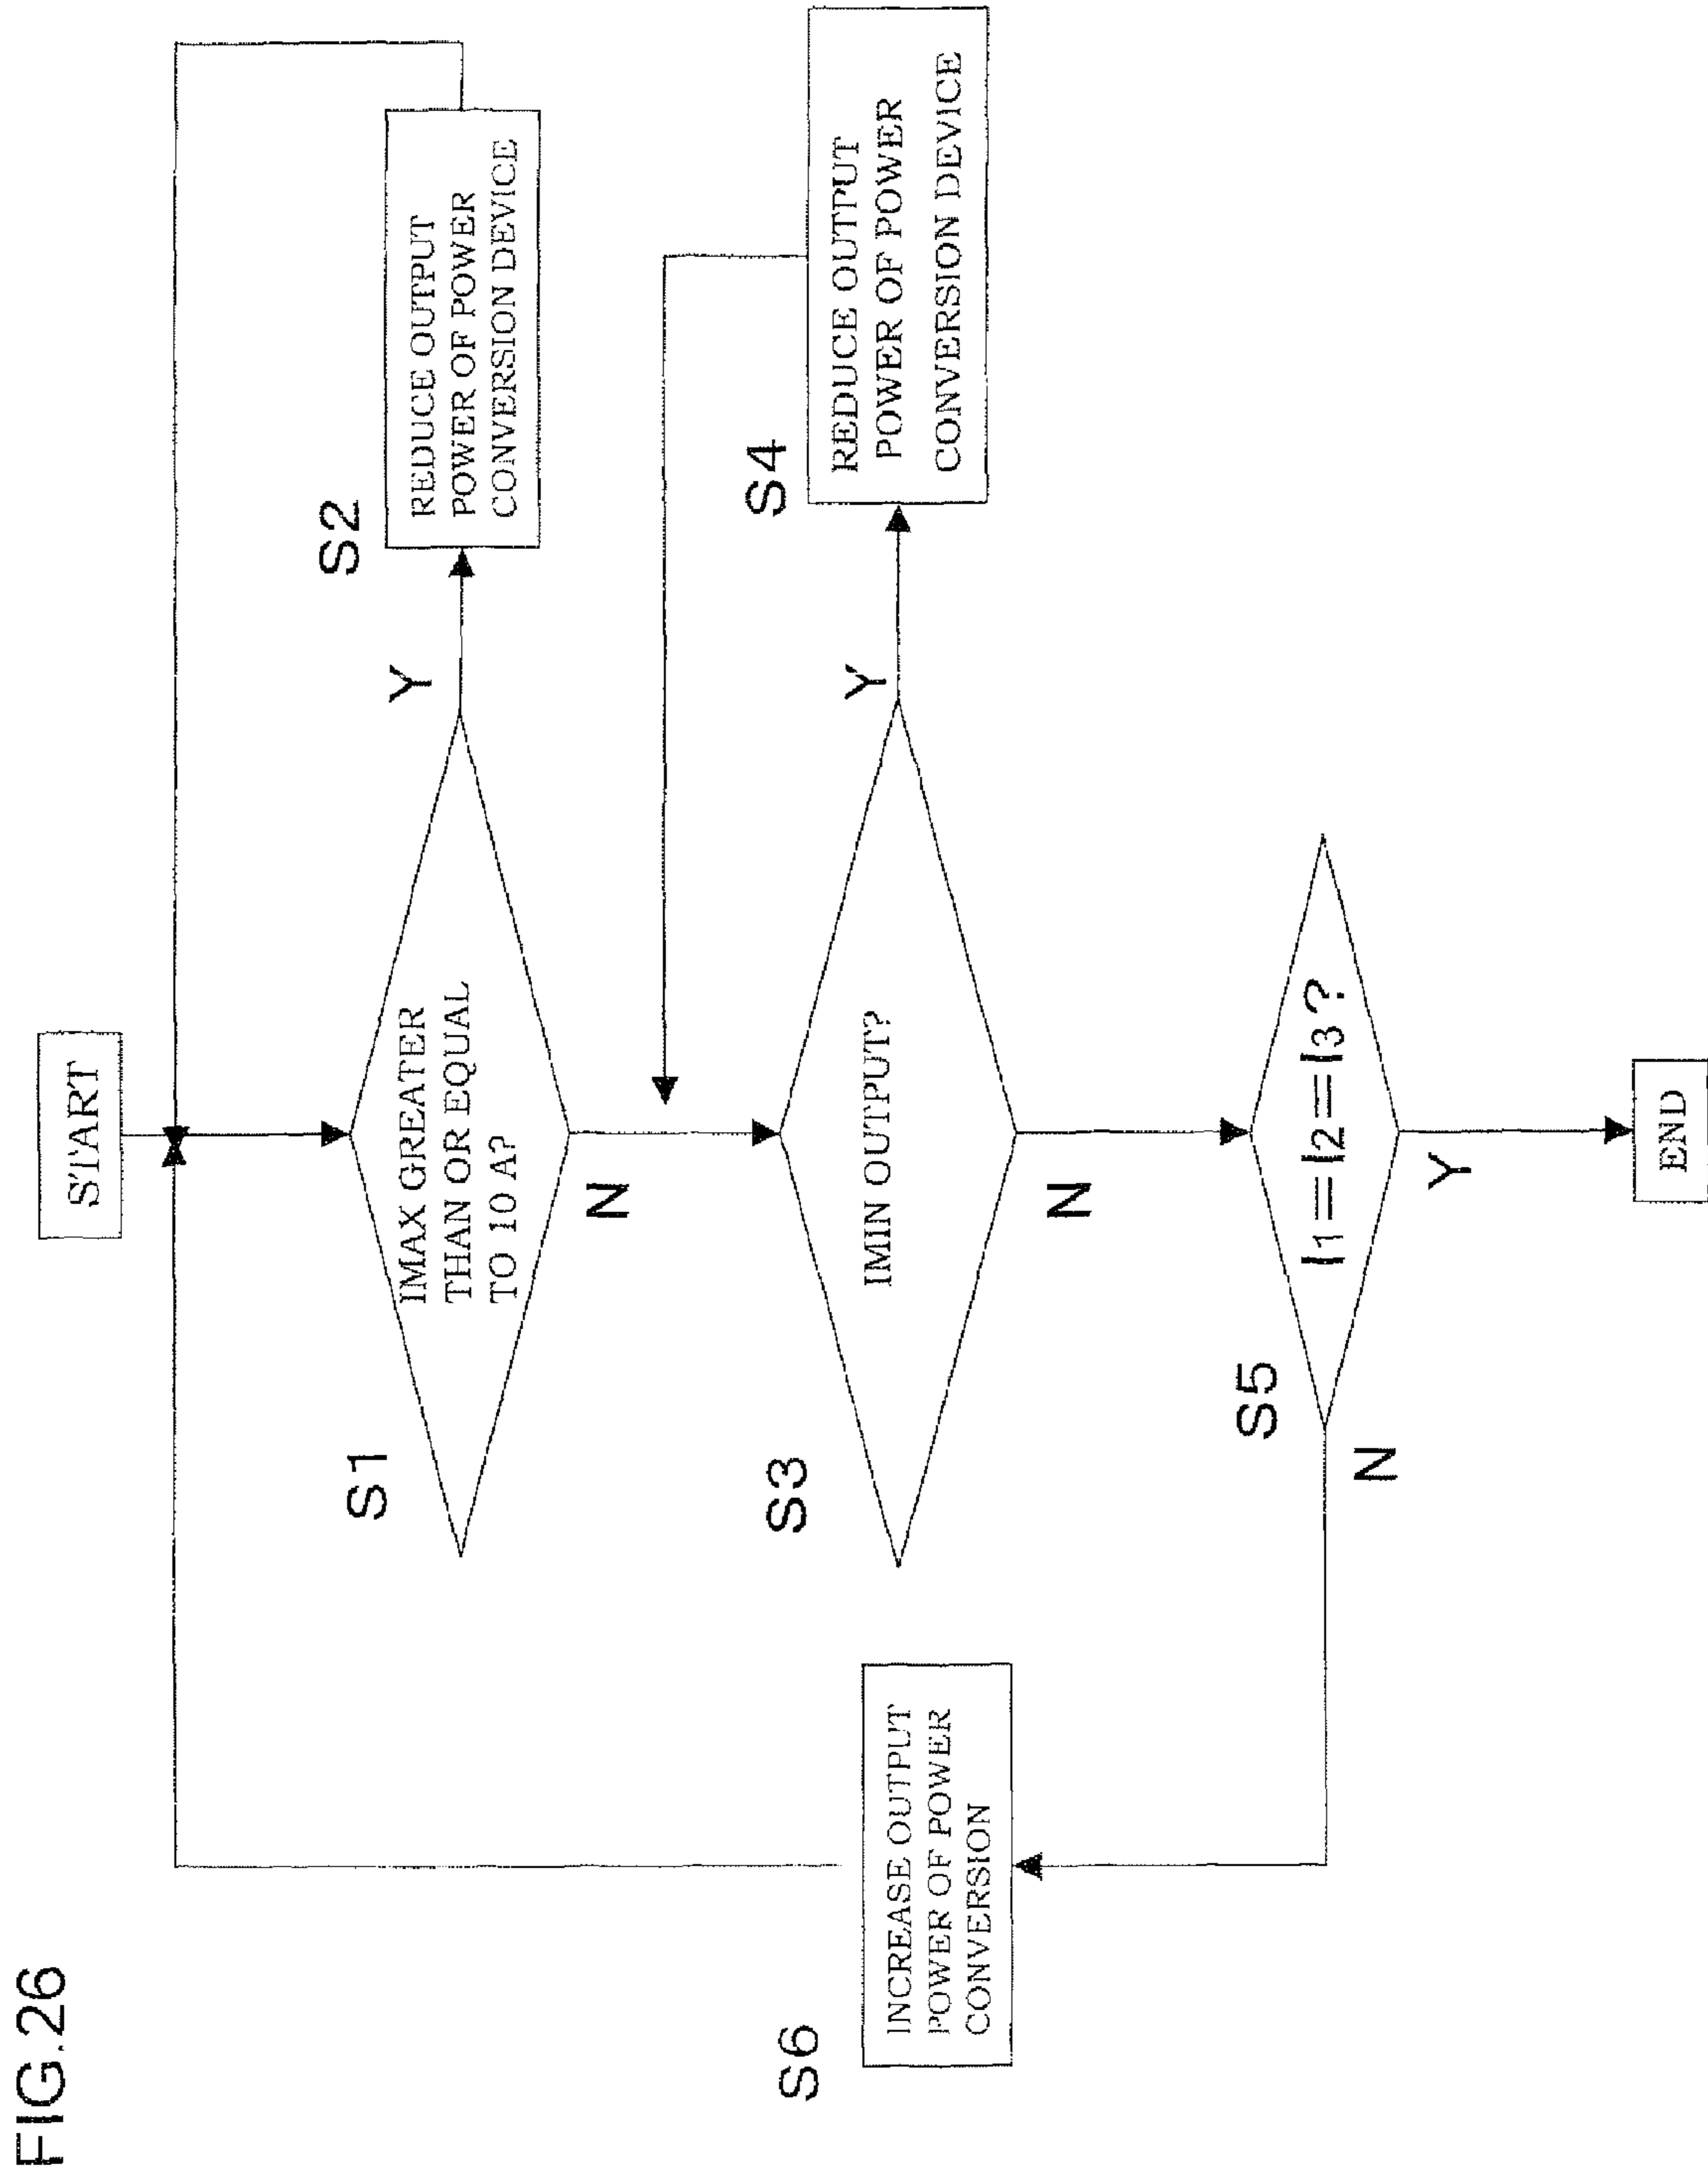 FIG.26
START
S1
IMAX GREATER
THAN OR EQUAL
TO 10 A?
Y
N
S2
REDUCE OUTPUT
POWER OF POWER
CONVERSION DEVICE
S3
IMIN OUTPUT?
Y
N
S4
REDUCE OUTPUT
POWER OF POWER
CONVERSION DEVICE
S5
I1=I2=I3?
N
Y
S6
INCREASE OUTPUT
POWER OF POWER
CONVERSION
END